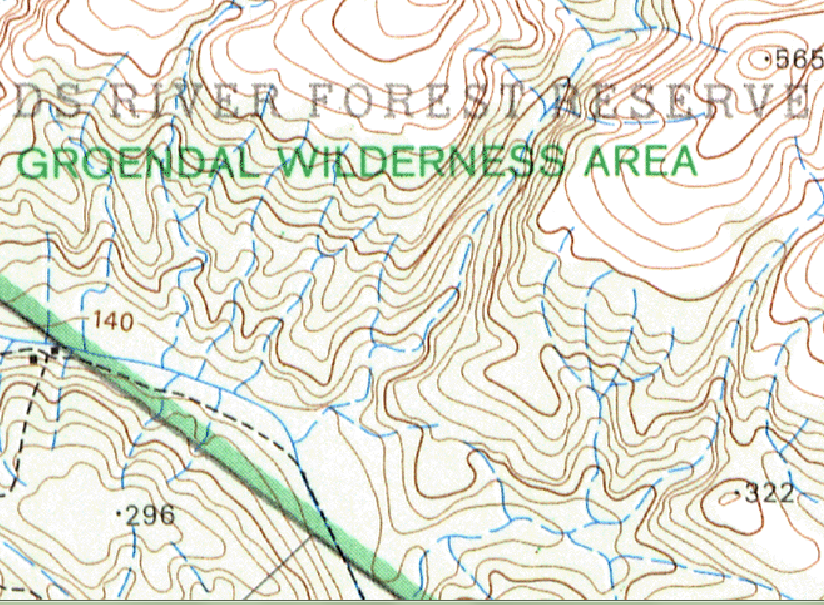 565
DS RIVER FOREST RESERVE
GROENDAL WILDERNESS AREA
140
322
296